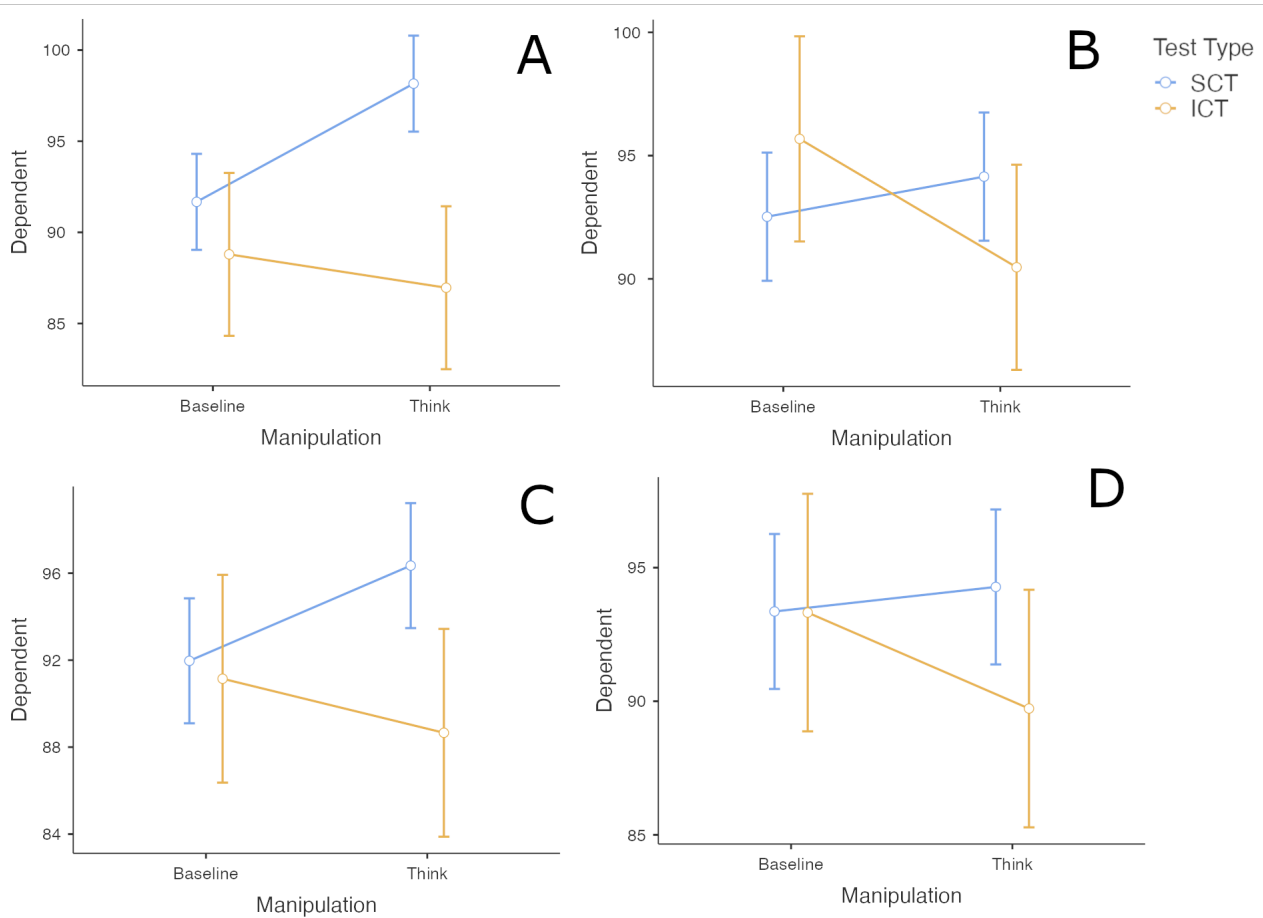 A
100
95
90
85
Dependent
Baseline
Think
Manipulation
B
100
95
90
Dependent
Baseline
Think
Manipulation
Test Type
SCT
ICT
C
96
92
88
84
Dependent
Baseline
Think
Manipulation
D
95
90
85
Dependent
Baseline
Think
Manipulation